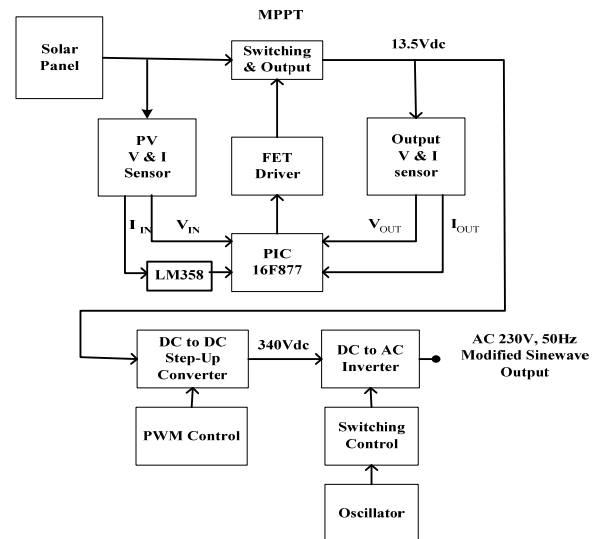 MPPT
Solar
Panel
Switching
& Output
13.5Vdc
PV
V & I
Sensor
FET
Driver
Output
V & I
sensor
I IN
VIN
VOUT
IOUT
LM358
PIC
16F877
DC to DC
Step-Up
Converter
340Vdc
DC to AC
Inverter
AC 230V, 50Hz
Modified Sinewave
Output
PWM Control
Switching
Control
Oscillator